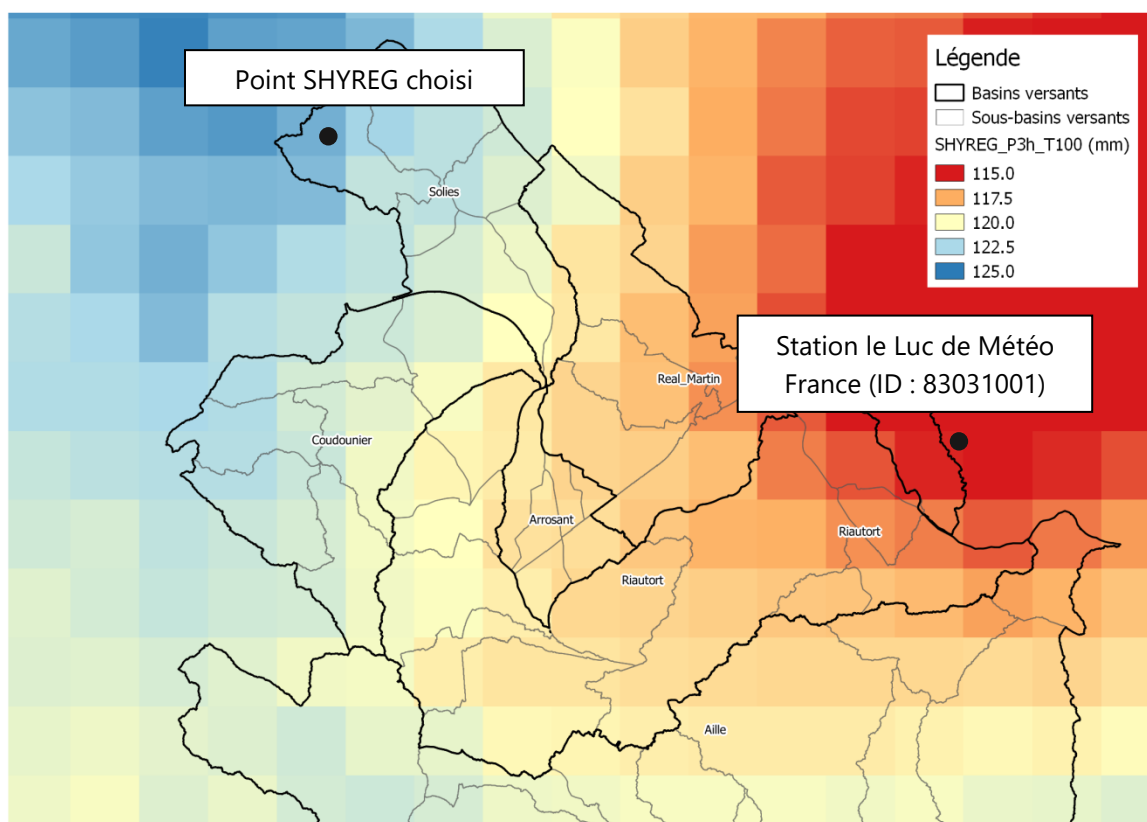 Point SHYREG choisi
Légende
Basins versants
Sous-basins versants
SHYREG_P3h_T100 (mm)
115.0
117.5
120.0
122.5
125.0
Solies
Station le Luc de Météo
France (ID : 83031001)
Real_Martin
Coudounier
Arrosant
Riautort
Riautort
Aille